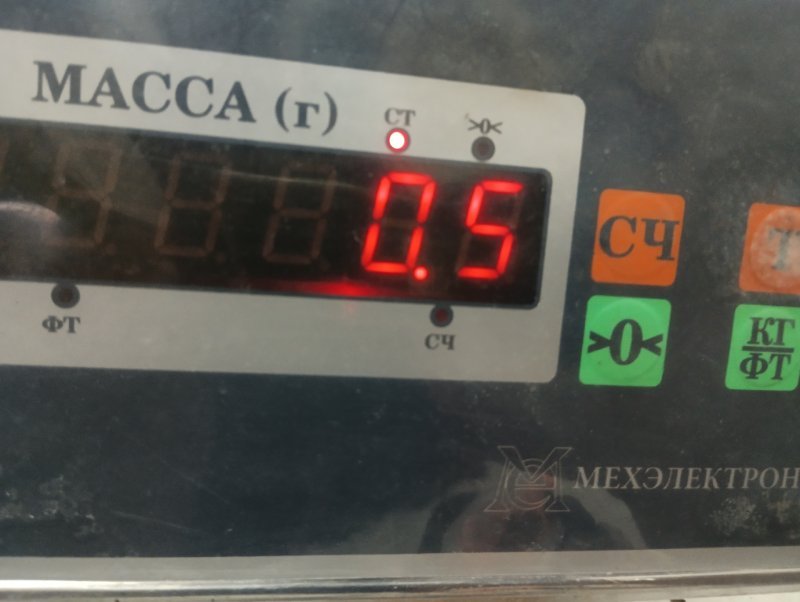 МАССА (г)
СТ
>0<
0.5
ФТ
СЧ
СЧ
Т
>0<
КГ
ФТ
МЕХЭЛЕКТРОН